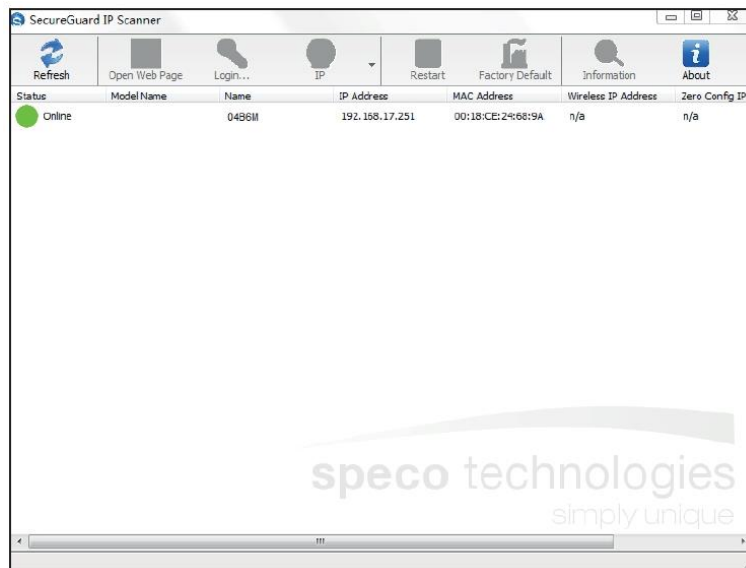 SecureGuard IP Scanner
Refresh Open Web Page Login... IP Restart Factory Default Information About
Status Model Name Name IP Address MAC Address Wireless IP Address Zero Config IP
Online 04B6M 192.168.17.251 00:18:CE:24:68:9A n/a n/a
speco technologies
simply unique